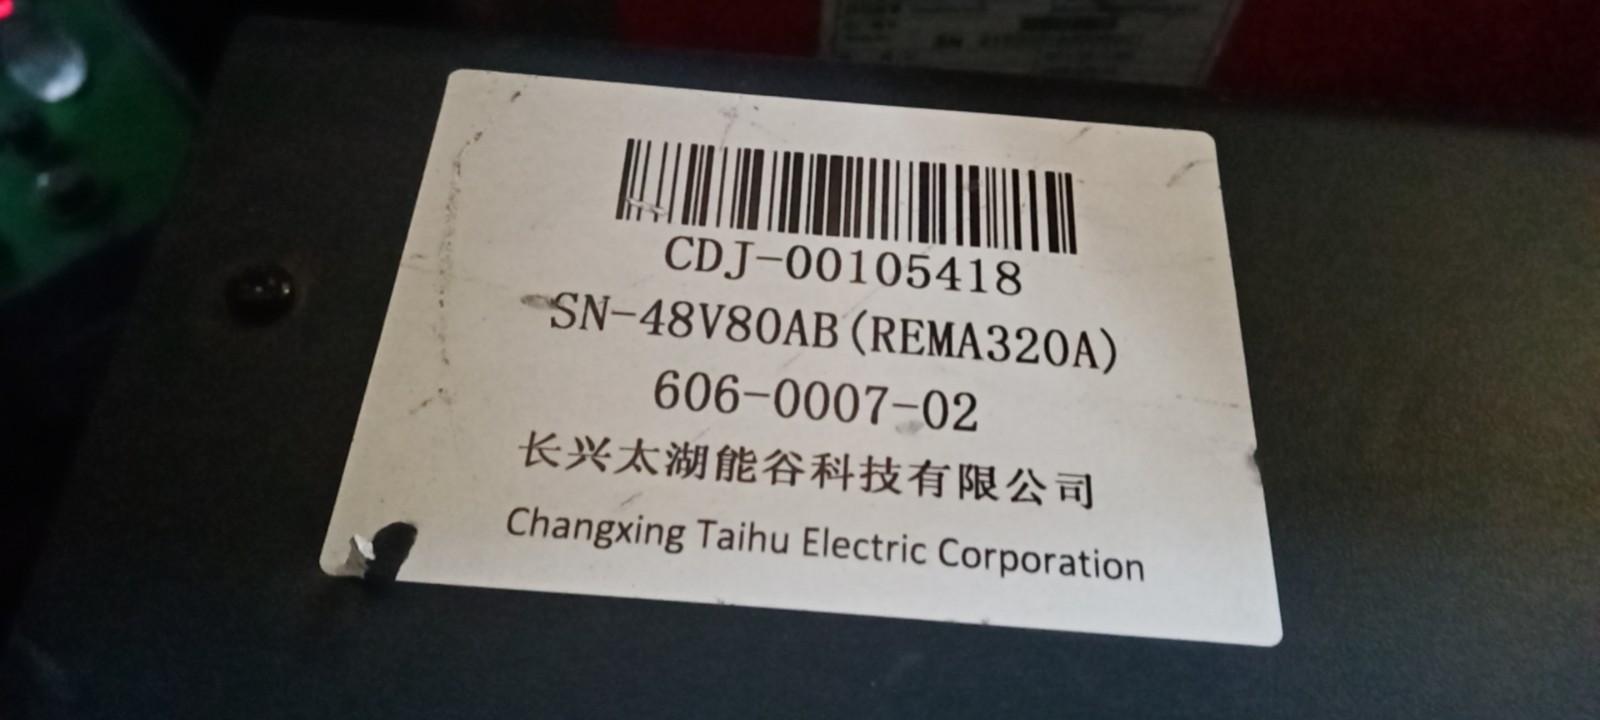 CDJ-00105418
SN-48V80AB(REMA320A)
606-0007-02
长兴太湖能谷科技有限公司
Changxing Taihu Electric Corporation